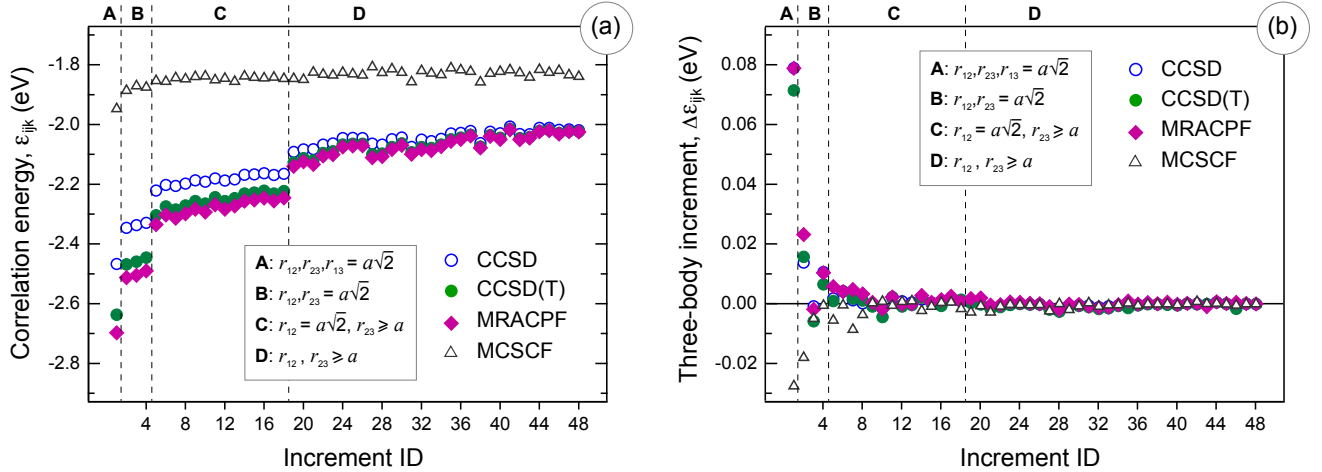 A B C D
(a)
Correlation energy, εijk (eV)
-1.8
-2.0
-2.2
-2.4
-2.6
-2.8
A: r12,r23,r13 = a√2
B: r12,r23 = a√2
C: r12 = a√2, r23 ⩾ a
D: r12 , r23 ⩾ a
CCSD
CCSD(T)
MRACPF
MCSCF
4 8 12 16 20 24 28 32 36 40 44 48
Increment ID
A B C D
(b)
Three-body increment, Δεijk (eV)
0.08
0.06
0.04
0.02
0.00
-0.02
A: r12,r23,r13 = a√2
B: r12,r23 = a√2
C: r12 = a√2, r23 ⩾ a
D: r12 , r23 ⩾ a
CCSD
CCSD(T)
MRACPF
MCSCF
4 8 12 16 20 24 28 32 36 40 44 48
Increment ID